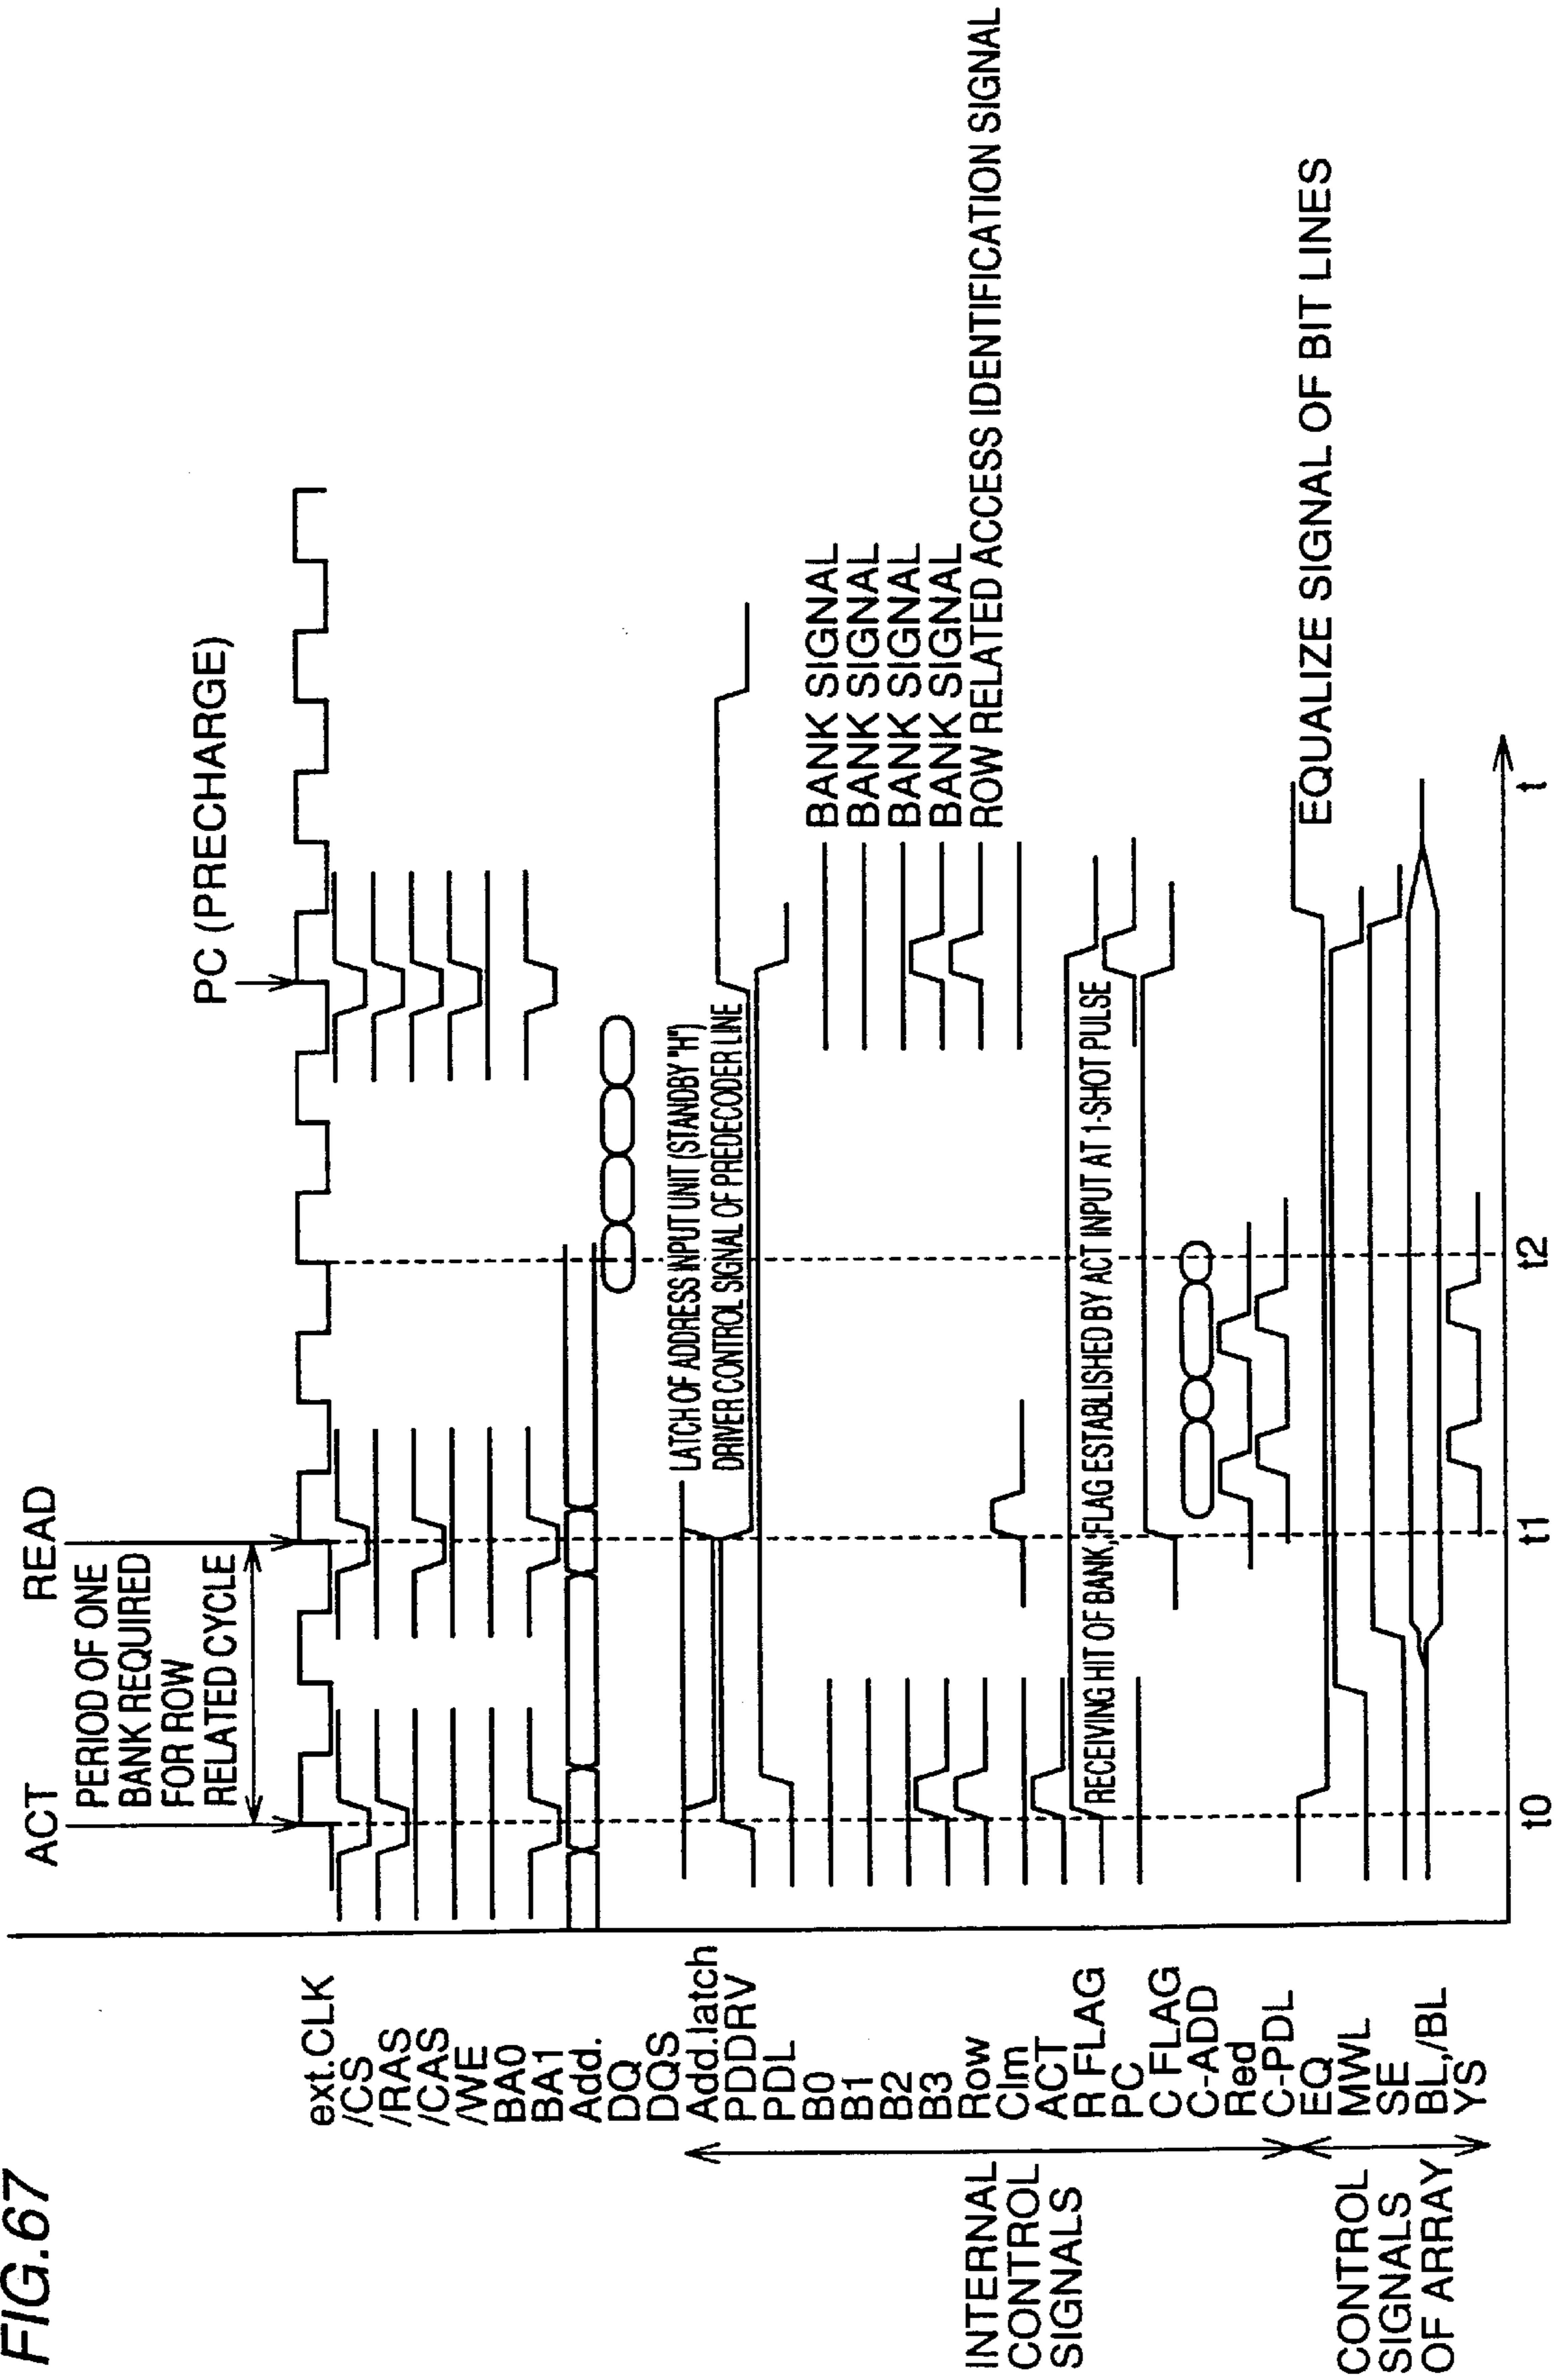 FIG.67
ACT
READ
PC (PRECHARGE)
PERIOD OF ONE
BANK REQUIRED
FOR ROW
RELATED CYCLE
ext.CLK
/CS
/RAS
/CAS
/WE
BA0
BA1
Add.
DQ
DQS
Add.latch
LATCH OF ADDRESS INPUT UNIT (STANDBY "H")
PDDRV
DRIVER CONTROL SIGNAL OF PREDECODER LINE
PDL
B0
BANK SIGNAL
B1
BANK SIGNAL
B2
BANK SIGNAL
B3
BANK SIGNAL
Row
ROW RELATED ACCESS IDENTIFICATION SIGNAL
Clm
ACT
R FLAG
RECEIVING HIT OF BANK, FLAG ESTABLISHED BY ACT INPUT AT 1-SHOT PULSE
PC
C FLAG
C-ADD
Red
C-PDL
EQ
EQUALIZE SIGNAL OF BIT LINES
MWL
SE
BL,/BL
YS
INTERNAL
CONTROL
SIGNALS
CONTROL
SIGNALS
OF ARRAY
t0
t1
t2
t